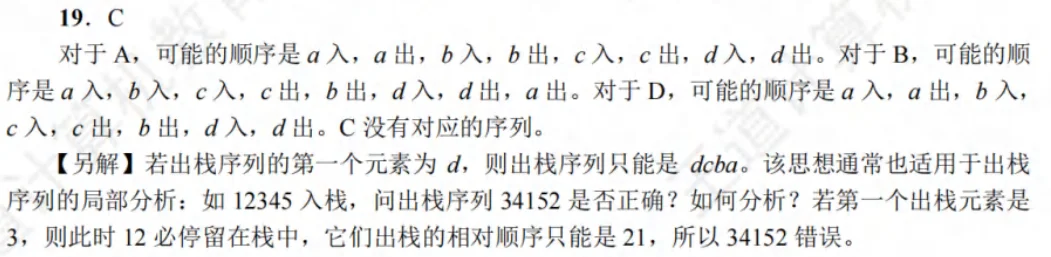 19. C
对于 A，可能的顺序是 a 入，a 出，b 入，b 出，c 入，c 出，d 入，d 出。对于 B，可能的顺
序是 a 入，b 入，c 入，c 出，b 出，d 入，d 出，a 出。对于 D，可能的顺序是 a 入，a 出，b 入，
c 入，c 出，b 出，d 入，d 出。C 没有对应的序列。
【另解】若出栈序列的第一个元素为 d，则出栈序列只能是 dcba。该思想通常也适用于出栈
序列的局部分析：如 12345 入栈，问出栈序列 34152 是否正确？如何分析？若第一个出栈元素是
3，则此时 12 必停留在栈中，它们出栈的相对顺序只能是 21，所以 34152 错误。